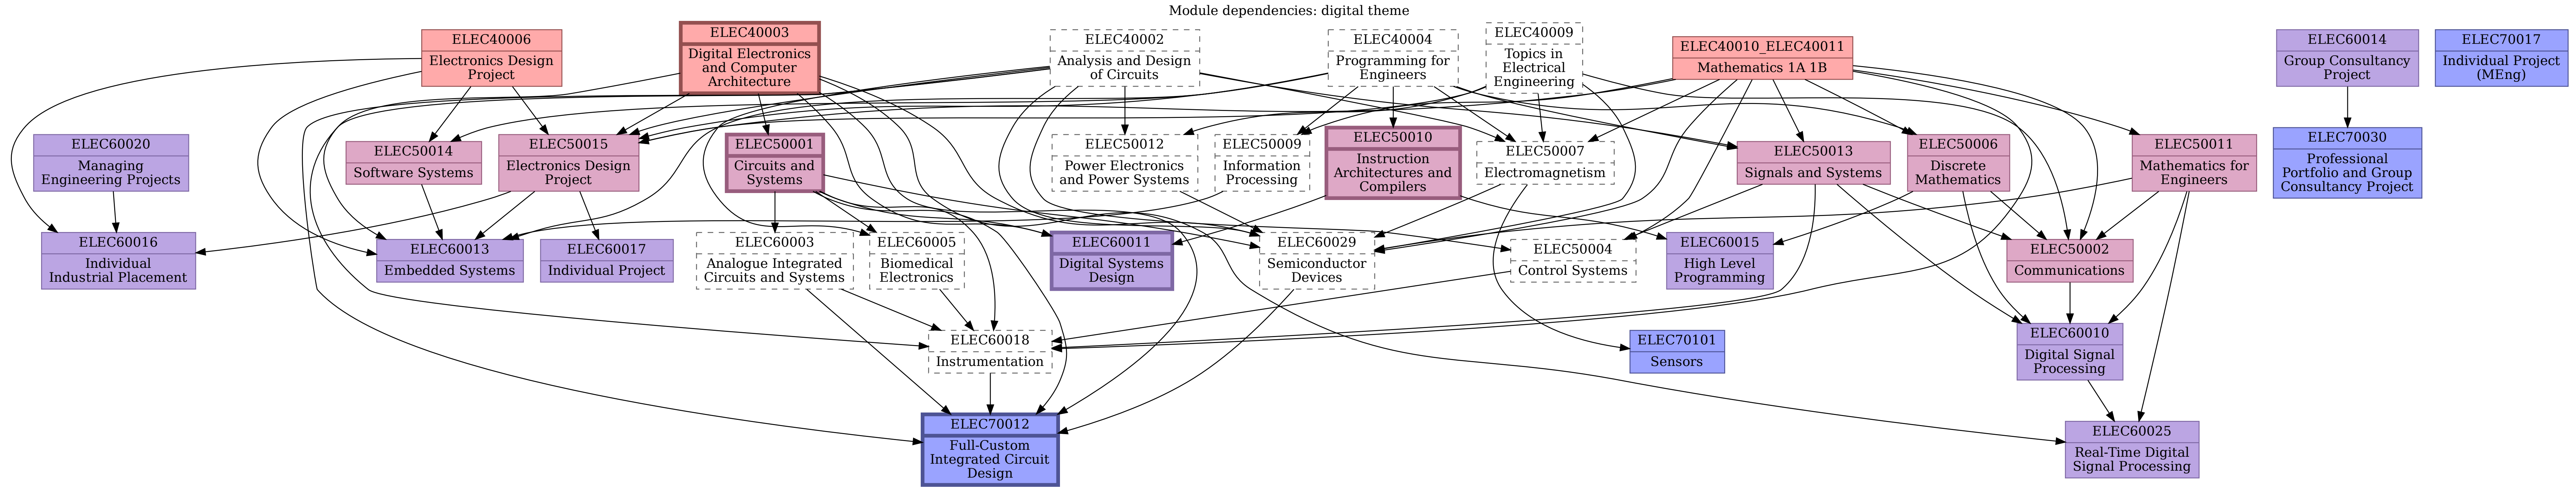 Module dependencies: digital theme
ELEC40006
Electronics Design
Project
ELEC40003
Digital Electronics
and Computer
Architecture
ELEC40002
Analysis and Design
of Circuits
ELEC40004
Programming for
Engineers
ELEC40009
Topics in
Electrical
Engineering
ELEC40010_ELEC40011
Mathematics 1A 1B
ELEC60014
Group Consultancy
Project
ELEC70017
Individual Project
(MEng)
ELEC60020
Managing
Engineering Projects
ELEC50014
Software Systems
ELEC50015
Electronics Design
Project
ELEC50001
Circuits and
Systems
ELEC50012
Power Electronics
and Power Systems
ELEC50009
Information
Processing
ELEC50010
Instruction
Architectures and
Compilers
ELEC50007
Electromagnetism
ELEC50013
Signals and Systems
ELEC50006
Discrete
Mathematics
ELEC50011
Mathematics for
Engineers
ELEC70030
Professional
Portfolio and Group
Consultancy Project
ELEC60016
Individual
Industrial Placement
ELEC60013
Embedded Systems
ELEC60017
Individual Project
ELEC60003
Analogue Integrated
Circuits and Systems
ELEC60005
Biomedical
Electronics
ELEC60011
Digital Systems
Design
ELEC60029
Semiconductor
Devices
ELEC50004
Control Systems
ELEC60015
High Level
Programming
ELEC50002
Communications
ELEC60018
Instrumentation
ELEC70101
Sensors
ELEC60010
Digital Signal
Processing
ELEC70012
Full-Custom
Integrated Circuit
Design
ELEC60025
Real-Time Digital
Signal Processing